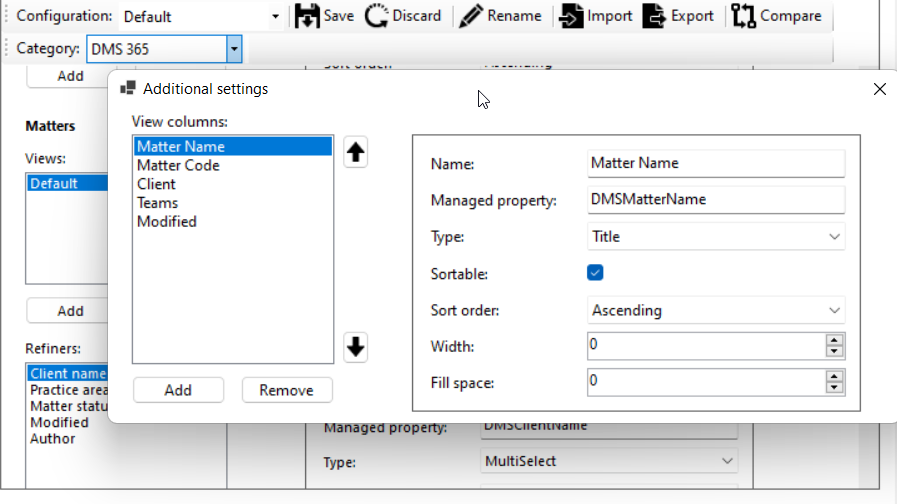 Configuration: Default Save Discard Rename Import Export Compare
Category: DMS 365
Sort order: Ascending
Add
Additional settings
Matters
Views:
Default
Add
Refiners:
Client name
Practice area
Matter statu
Modified
Author
View columns:
Matter Name
Matter Code
Client
Teams
Modified
Add Remove
Name: Matter Name
Managed property: DMSMatterName
Type: Title
Sortable:
Sort order: Ascending
Width: 0
Fill space: 0
Managed property: DMSClientName
Type: MultiSelect